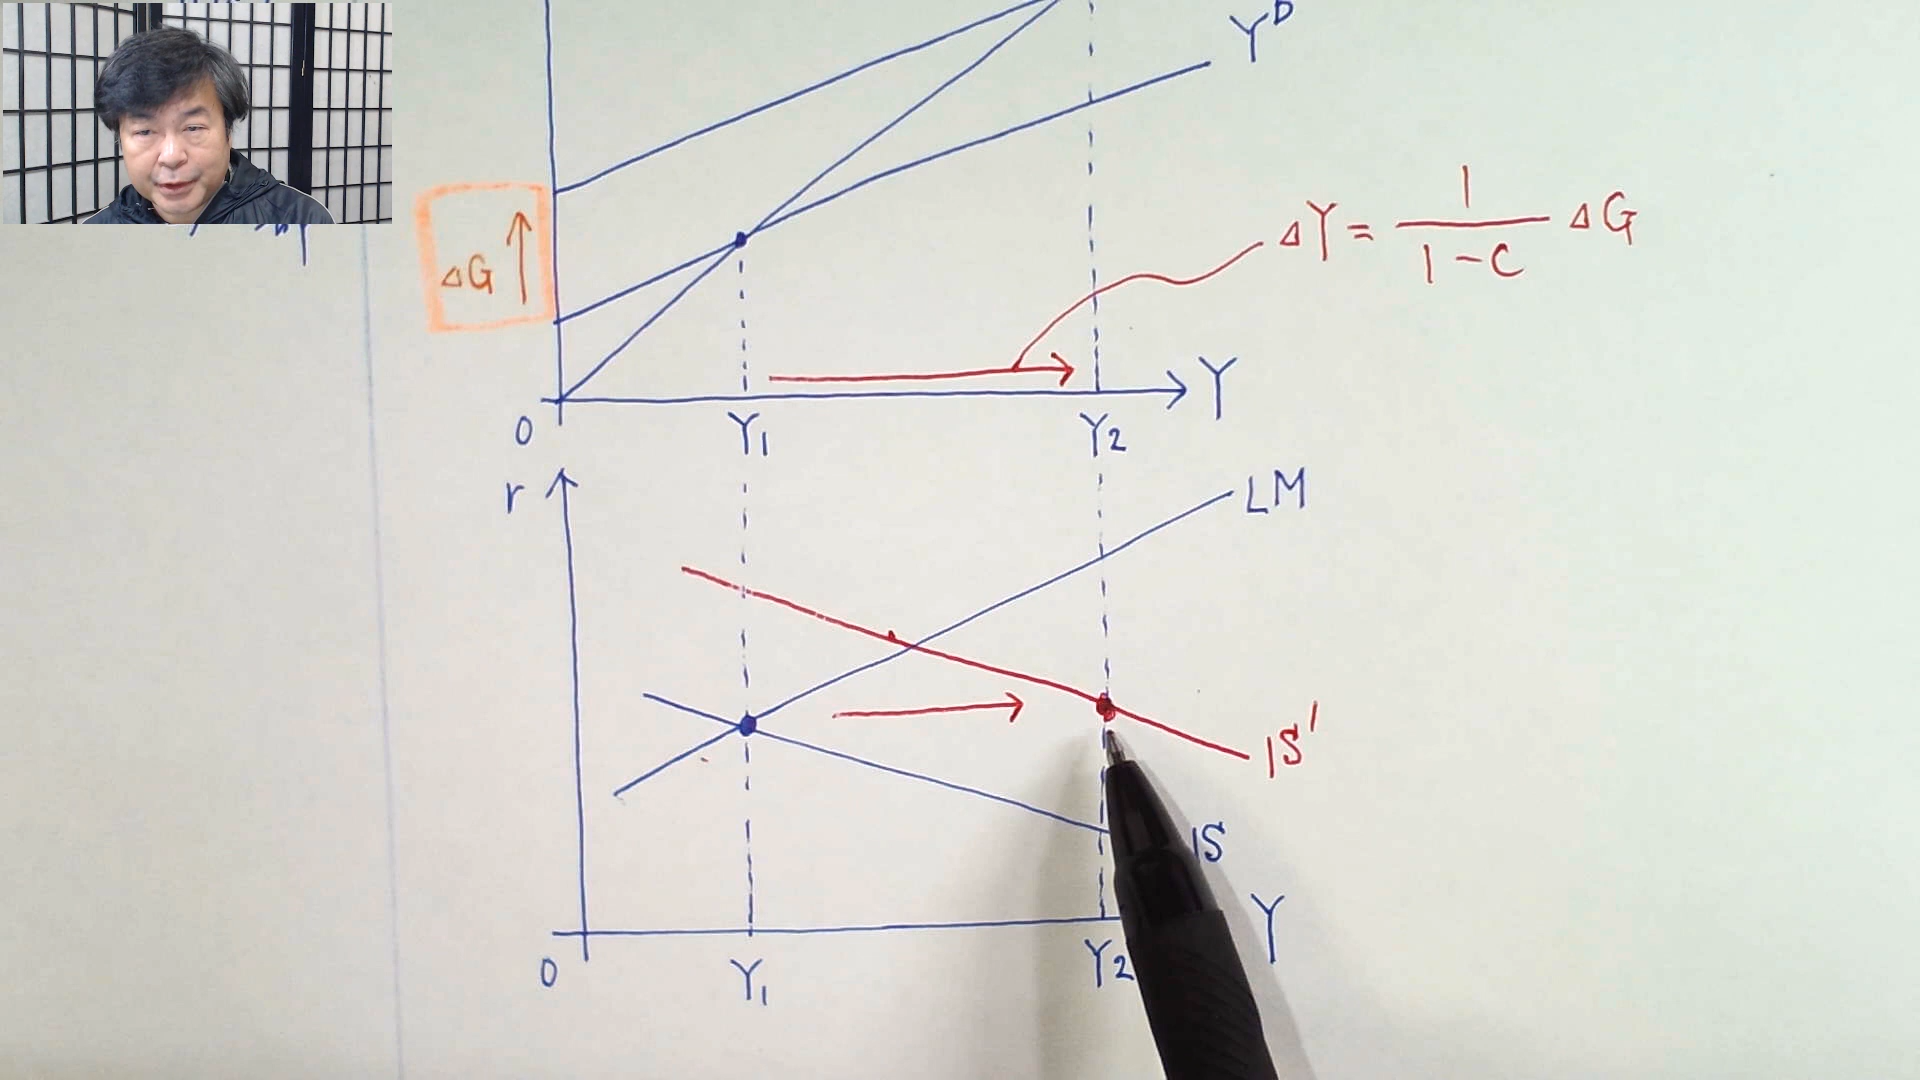 Y^D
ΔG ↑
ΔY = 1/(1-c) ΔG
Y
0 Y₁ Y₂
r
LM
IS'
IS
Y
0 Y₁ Y₂